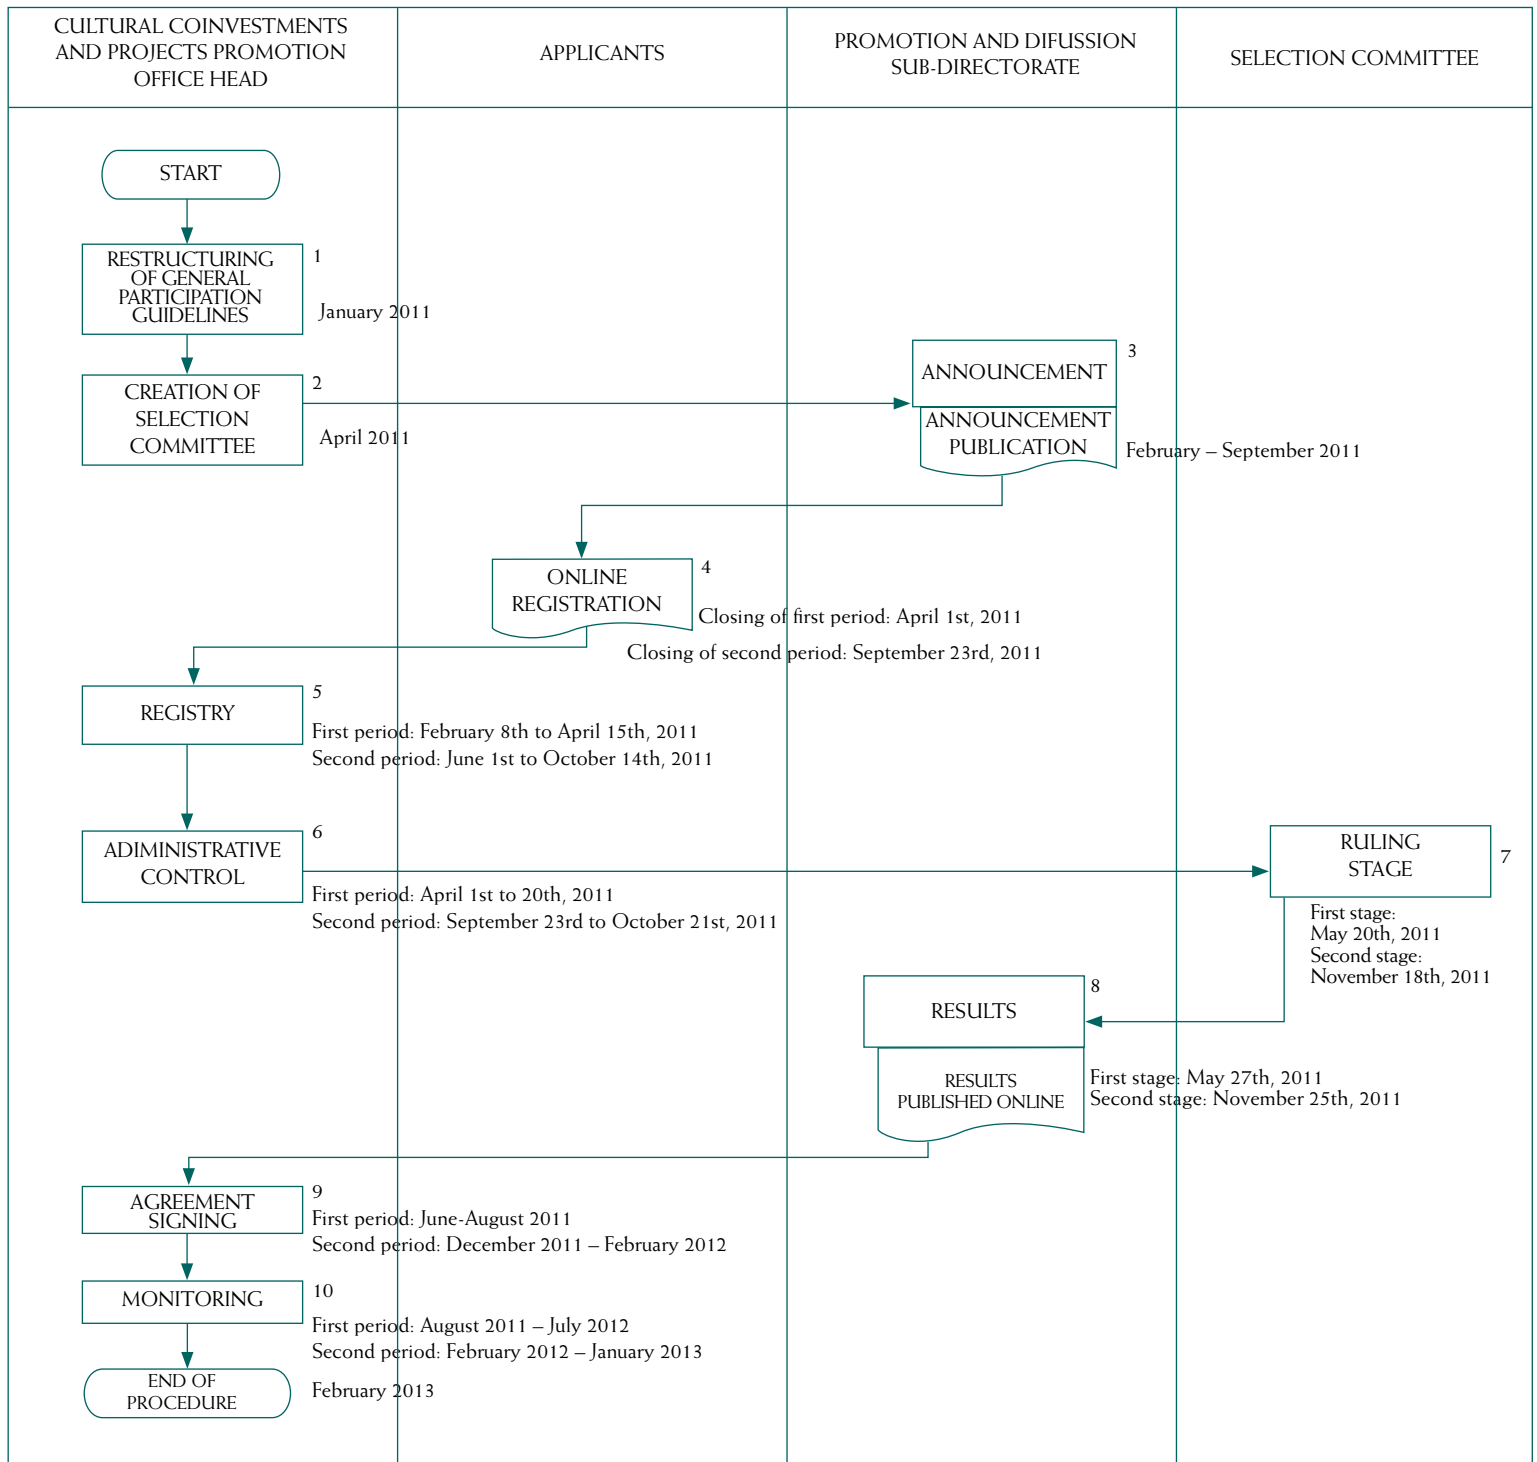 CULTURAL COINVESTMENTS
AND PROJECTS PROMOTION
OFFICE HEAD
APPLICANTS
PROMOTION AND DIFUSSION
SUB-DIRECTORATE
SELECTION COMMITTEE
START
RESTRUCTURING
OF GENERAL
PARTICIPATION
GUIDELINES
1
January 2011
CREATION OF
SELECTION
COMMITTEE
2
April 2011
ANNOUNCEMENT
3
ANNOUNCEMENT
PUBLICATION
February – September 2011
ONLINE
REGISTRATION
4
Closing of first period: April 1st, 2011
Closing of second period: September 23rd, 2011
REGISTRY
5
First period: February 8th to April 15th, 2011
Second period: June 1st to October 14th, 2011
ADIMINISTRATIVE
CONTROL
6
First period: April 1st to 20th, 2011
Second period: September 23rd to October 21st, 2011
RULING
STAGE
7
First stage:
May 20th, 2011
Second stage:
November 18th, 2011
RESULTS
8
RESULTS
PUBLISHED ONLINE
First stage: May 27th, 2011
Second stage: November 25th, 2011
AGREEMENT
SIGNING
9
First period: June-August 2011
Second period: December 2011 – February 2012
MONITORING
10
First period: August 2011 – July 2012
Second period: February 2012 – January 2013
END OF
PROCEDURE
February 2013